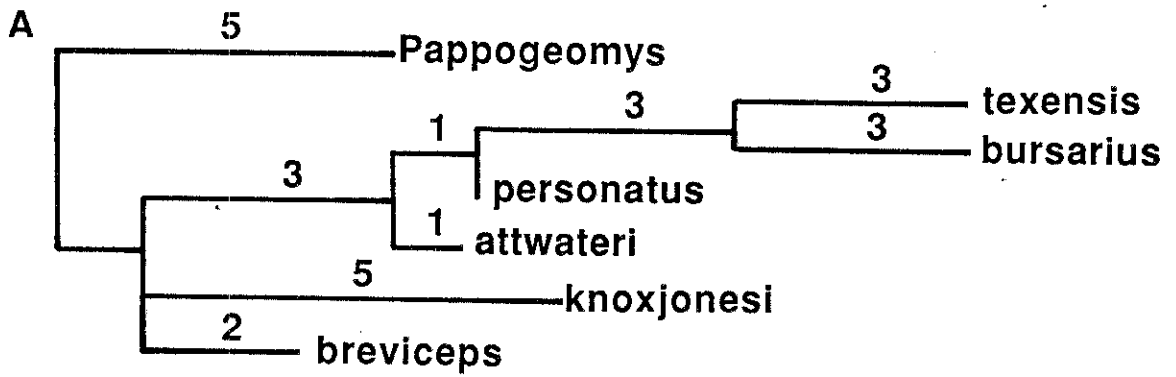 A
5
Pappogeomys
3
texensis
3
1
3
bursarius
3
personatus
1
attwateri
5
knoxjonesi
2
breviceps